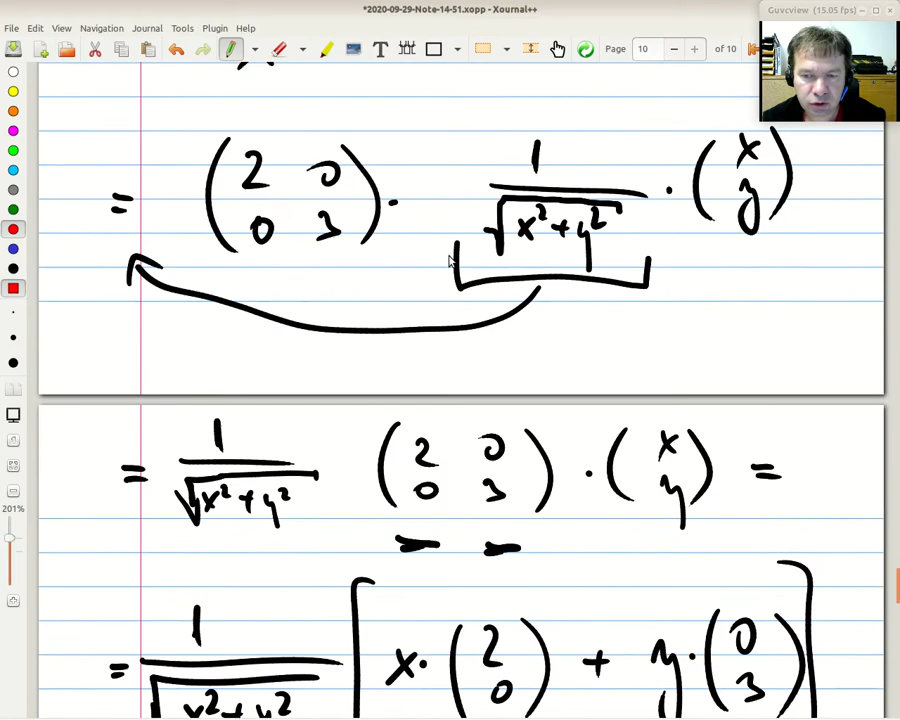 *2020-09-29-Note-14-51.xopp - Xournal++
Guvcview (15.05 fps)
File Edit View Navigation Journal Tools Plugin Help
Page 10 of 10
201%
= (2 0 · 1 · (x
0 3) √x² + y² y)
= 1 (2 0 · (x =
√x² + y² 0 3) y)
= 1 [x · (2 + y · (0
√x² + y² 0) 3)]